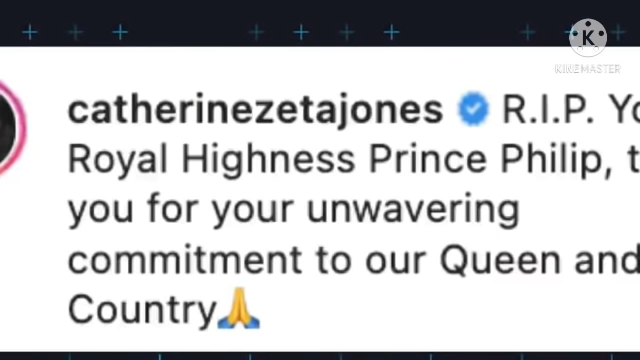 KINEMASTER
catherinezetajones R.I.P.
Royal Highness Prince Philip,
you for your unwavering
commitment to our Queen and
Country🙏